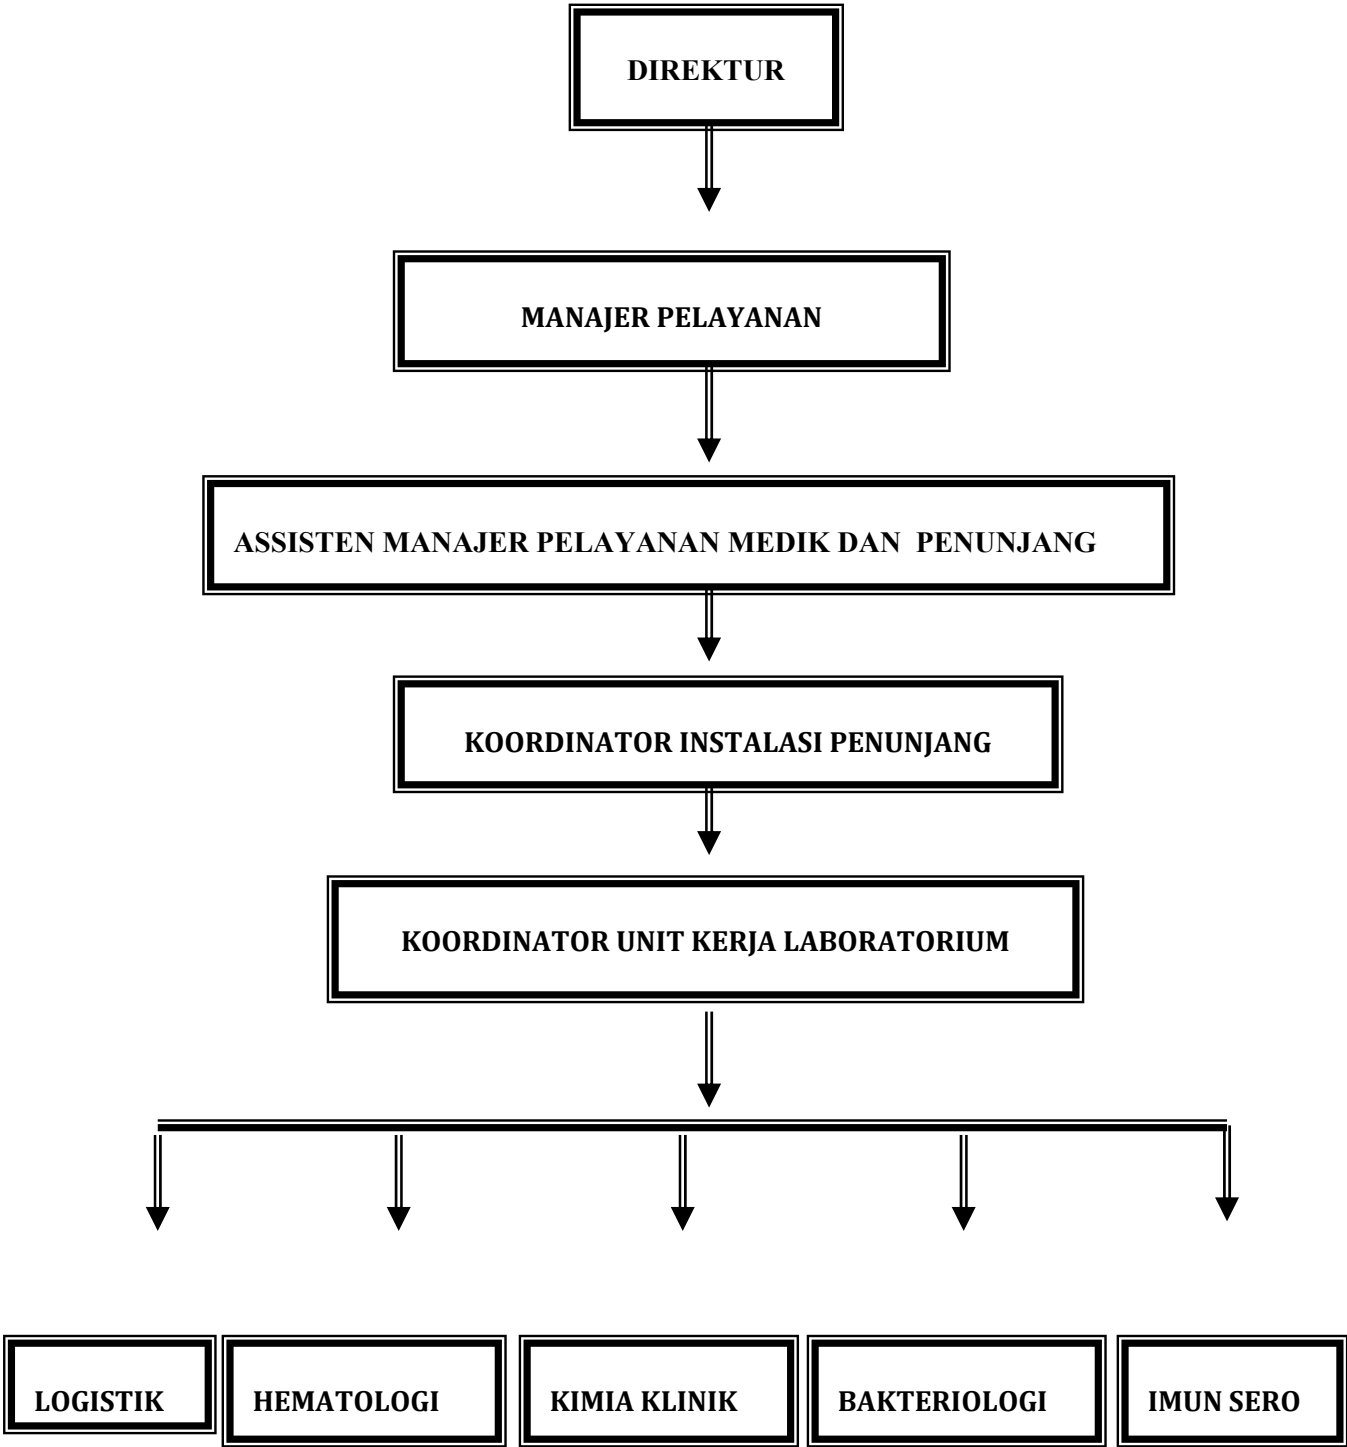 DIREKTUR
MANAJER PELAYANAN
ASSISTEN MANAJER PELAYANAN MEDIK DAN  PENUNJANG
KOORDINATOR INSTALASI PENUNJANG
KOORDINATOR UNIT KERJA LABORATORIUM
LOGISTIK
HEMATOLOGI
KIMIA KLINIK
BAKTERIOLOGI
IMUN SERO